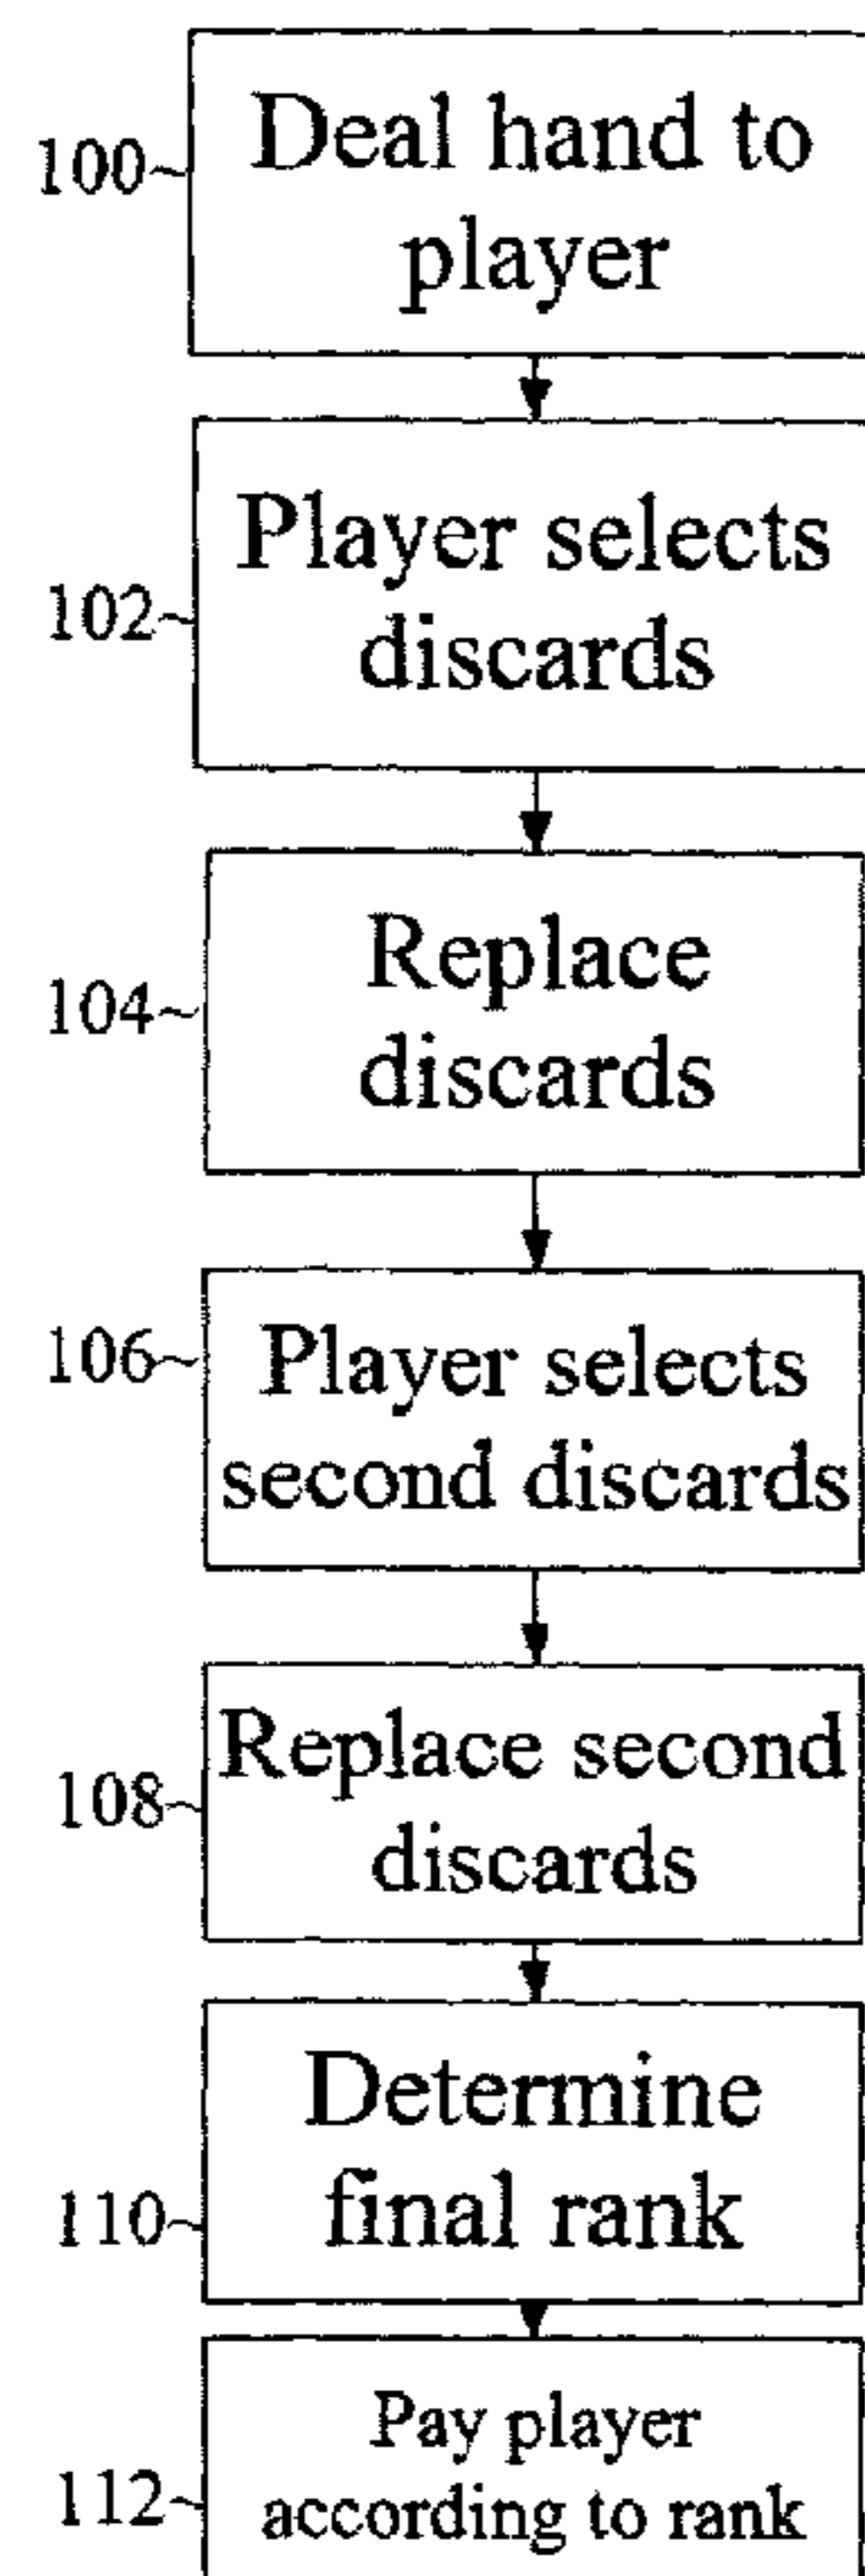 100
Deal hand to
player
102
Player selects
discards
104
Replace
discards
106
Player selects
second discards
108
Replace second
discards
110
Determine
final rank
112
Pay player
according to rank